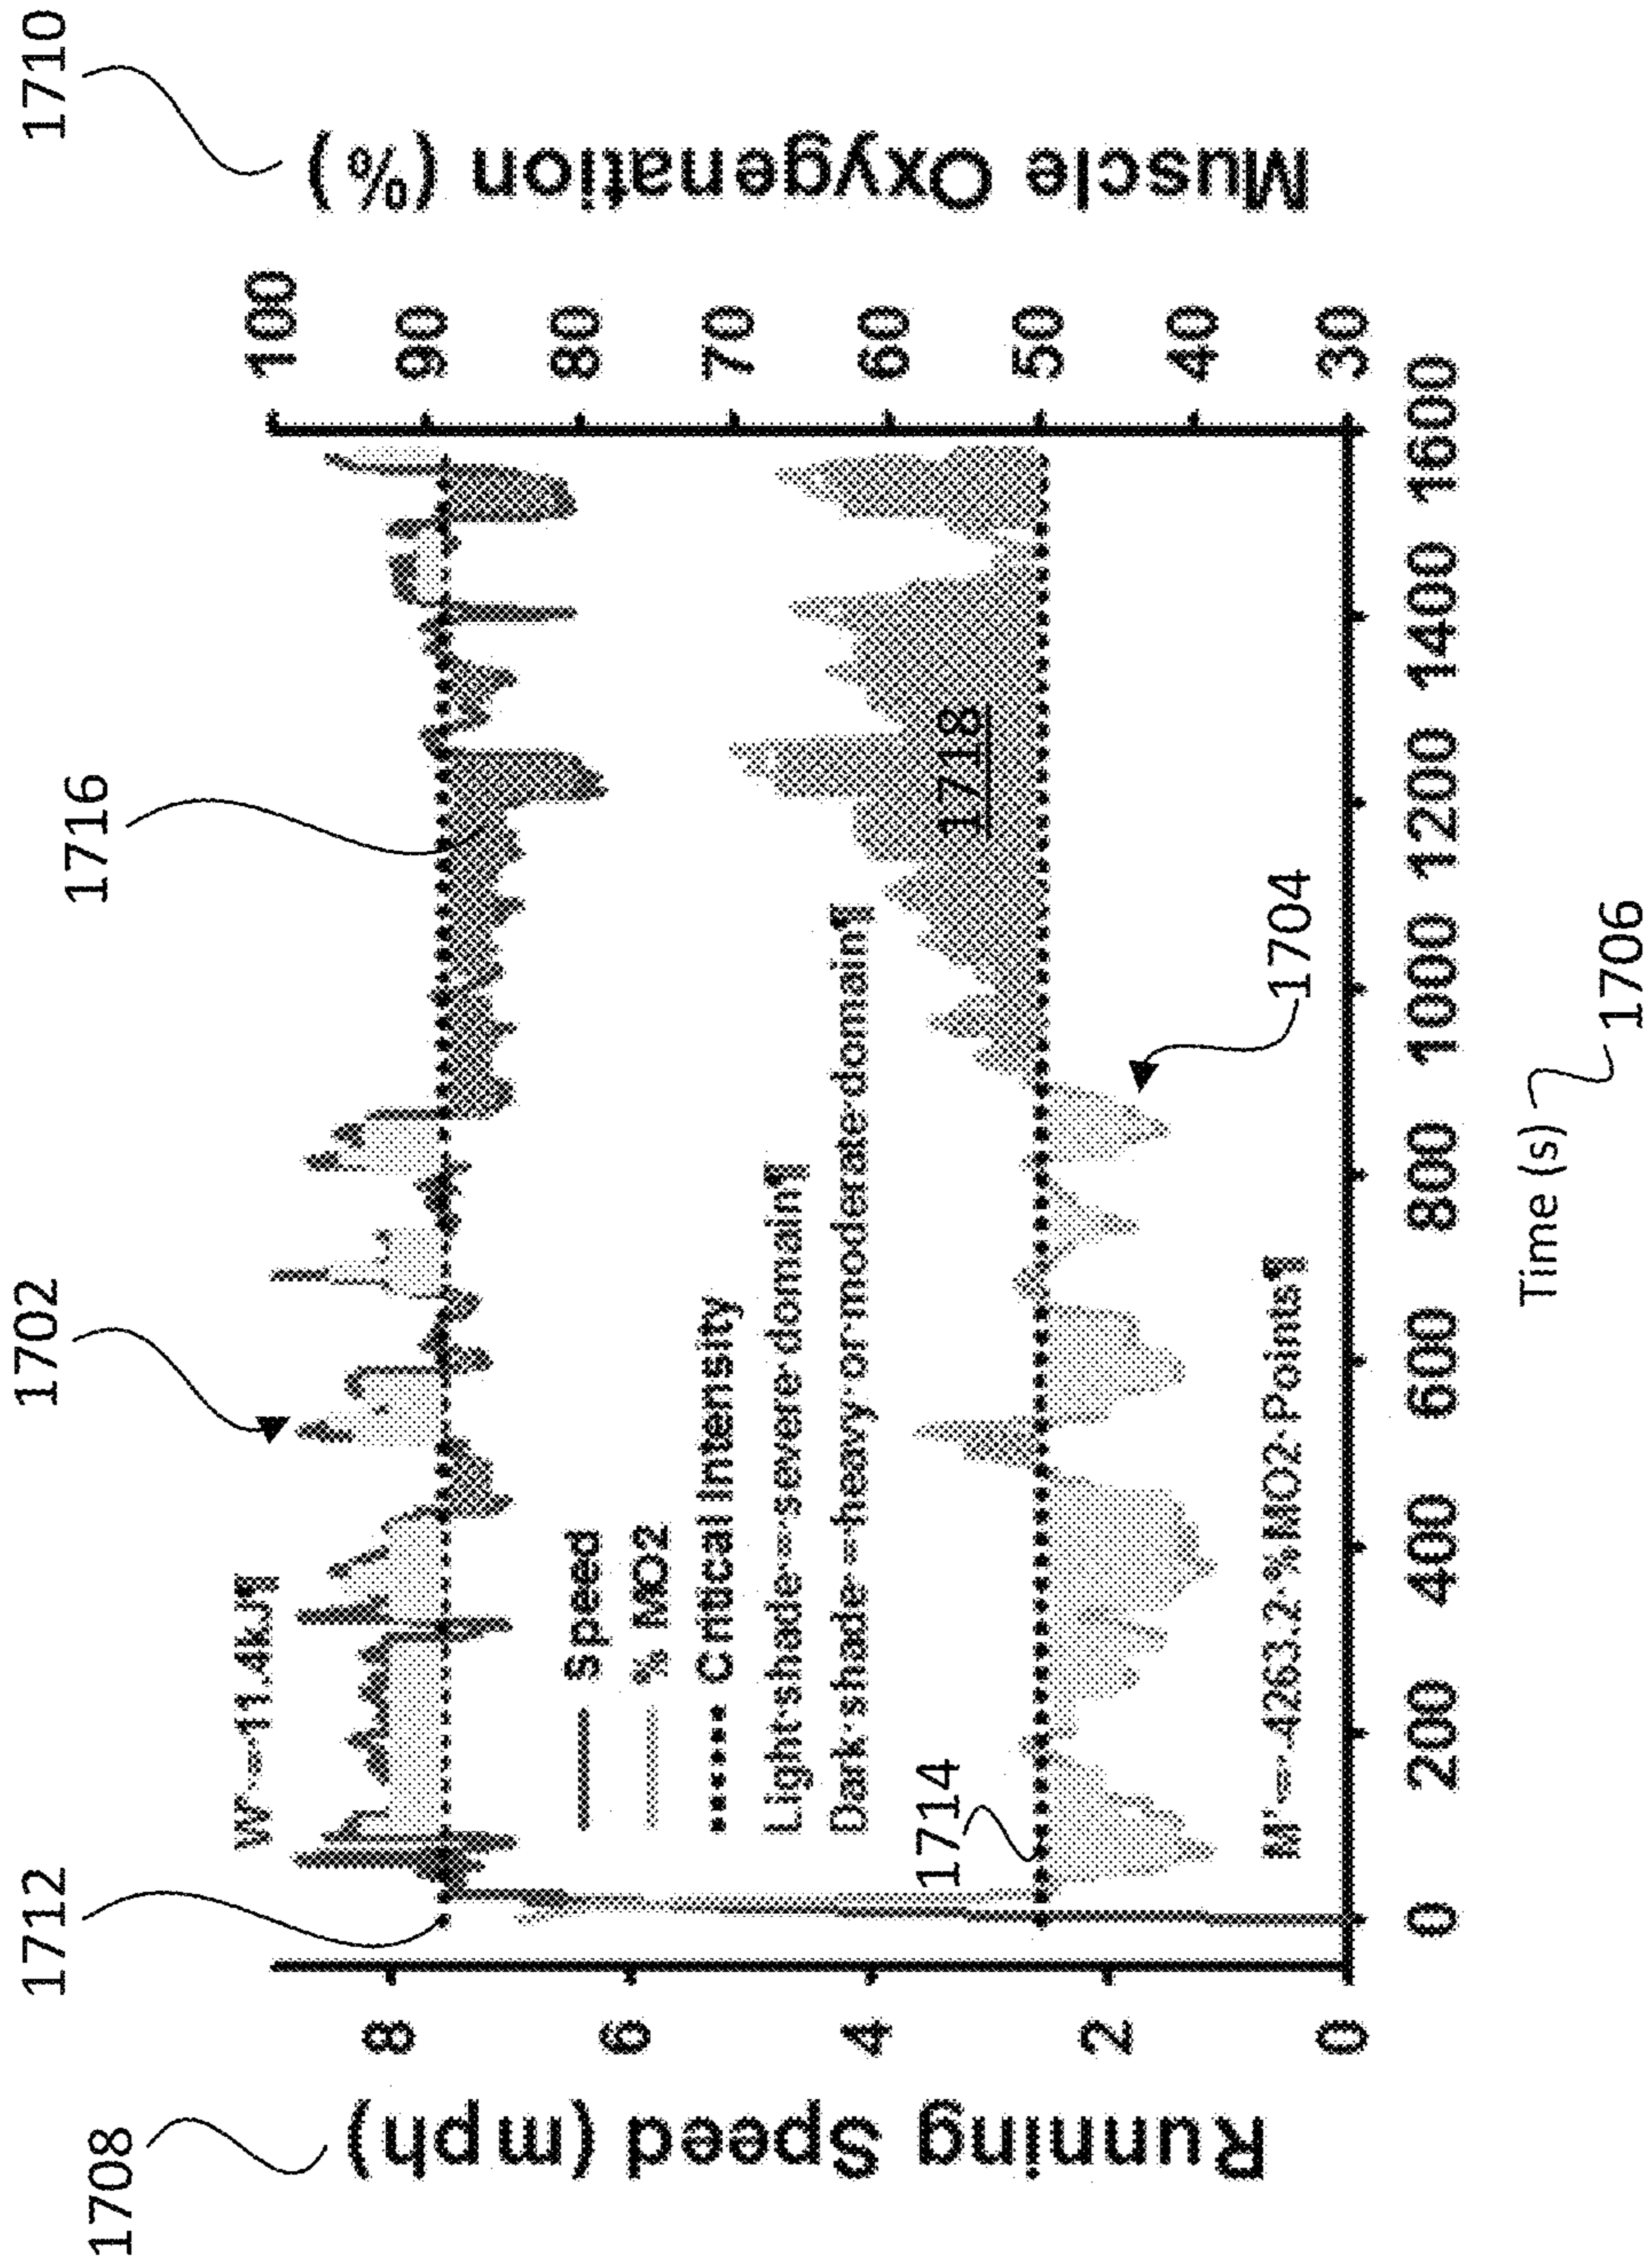 1712
1702
1716
1710
1708
W'=-11.4kJ¶
Running Speed (mph)
8
6
4
2
0
Speed
% MO2
Critical Intensity
Light·shade·=·severe·domain¶
Dark·shade·=·heavy·or·moderate·domain¶
1714
1718
1704
M'·=·-4263.2·%MO2·Points¶
100
90
80
70
60
50
40
30
Muscle Oxygenation (%)
0 200 400 600 800 1000 1200 1400 1600
Time (s)
1706